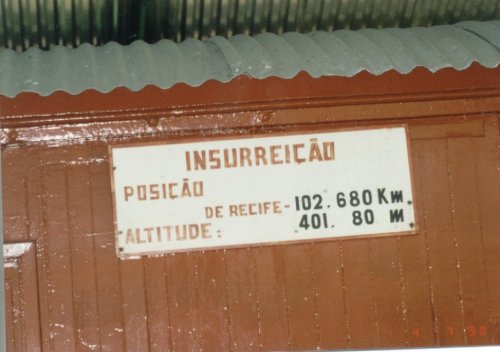 INSURREIÇÃO
POSIÇÃO
DE RECIFE - 102.680 Km
ALTITUDE: 401. 80 M